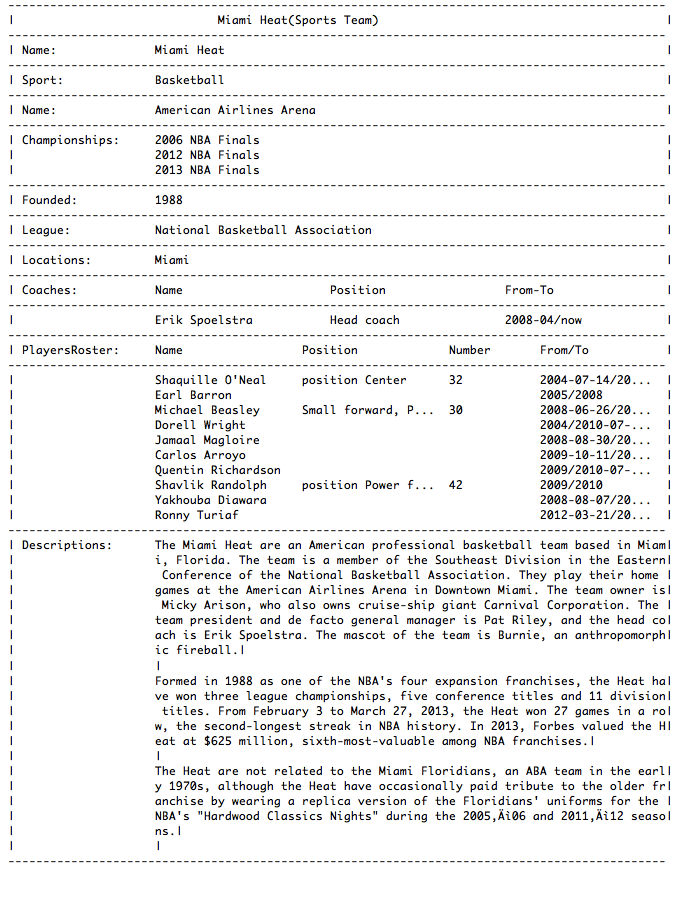 Miami Heat(Sports Team)
Name: Miami Heat
Sport: Basketball
Name: American Airlines Arena
Championships: 2006 NBA Finals
2012 NBA Finals
2013 NBA Finals
Founded: 1988
League: National Basketball Association
Locations: Miami
Coaches: Name Position From-To
Erik Spoelstra Head coach 2008-04/now
PlayersRoster: Name Position Number From/To
Shaquille O'Neal position Center 32 2004-07-14/20...
Earl Barron 2005/2008
Michael Beasley Small forward, P... 30 2008-06-26/20...
Dorell Wright 2004/2010-07-...
Jamaal Magloire 2008-08-30/20...
Carlos Arroyo 2009-10-11/20...
Quentin Richardson 2009/2010-07-...
Shavlik Randolph position Power f... 42 2009/2010
Yakhouba Diawara 2008-08-07/20...
Ronny Turiaf 2012-03-21/20...
Descriptions: The Miami Heat are an American professional basketball team based in Miam
i, Florida. The team is a member of the Southeast Division in the Eastern
Conference of the National Basketball Association. They play their home
games at the American Airlines Arena in Downtown Miami. The team owner is
Micky Arison, who also owns cruise-ship giant Carnival Corporation. The
team president and de facto general manager is Pat Riley, and the head co
ach is Erik Spoelstra. The mascot of the team is Burnie, an anthropomorph
ic fireball.
Formed in 1988 as one of the NBA's four expansion franchises, the Heat ha
ve won three league championships, five conference titles and 11 division
titles. From February 3 to March 27, 2013, the Heat won 27 games in a ro
w, the second-longest streak in NBA history. In 2013, Forbes valued the H
eat at $625 million, sixth-most-valuable among NBA franchises.
The Heat are not related to the Miami Floridians, an ABA team in the earl
y 1970s, although the Heat have occasionally paid tribute to the older fr
anchise by wearing a replica version of the Floridians' uniforms for the
NBA's "Hardwood Classics Nights" during the 2005‚Äì06 and 2011‚Äì12 seaso
ns.